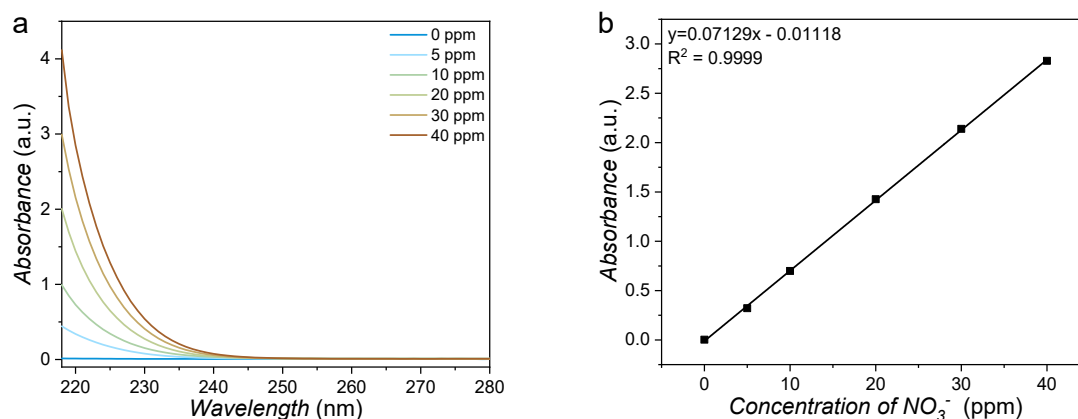 a
4
3
2
1
0
Absorbance (a.u.)
0 ppm
5 ppm
10 ppm
20 ppm
30 ppm
40 ppm
220 230 240 250 260 270 280
Wavelength (nm)
b
y=0.07129x - 0.01118
R² = 0.9999
3.0
2.5
2.0
1.5
1.0
0.5
0.0
Absorbance (a.u.)
0 10 20 30 40
Concentration of NO₃⁻ (ppm)